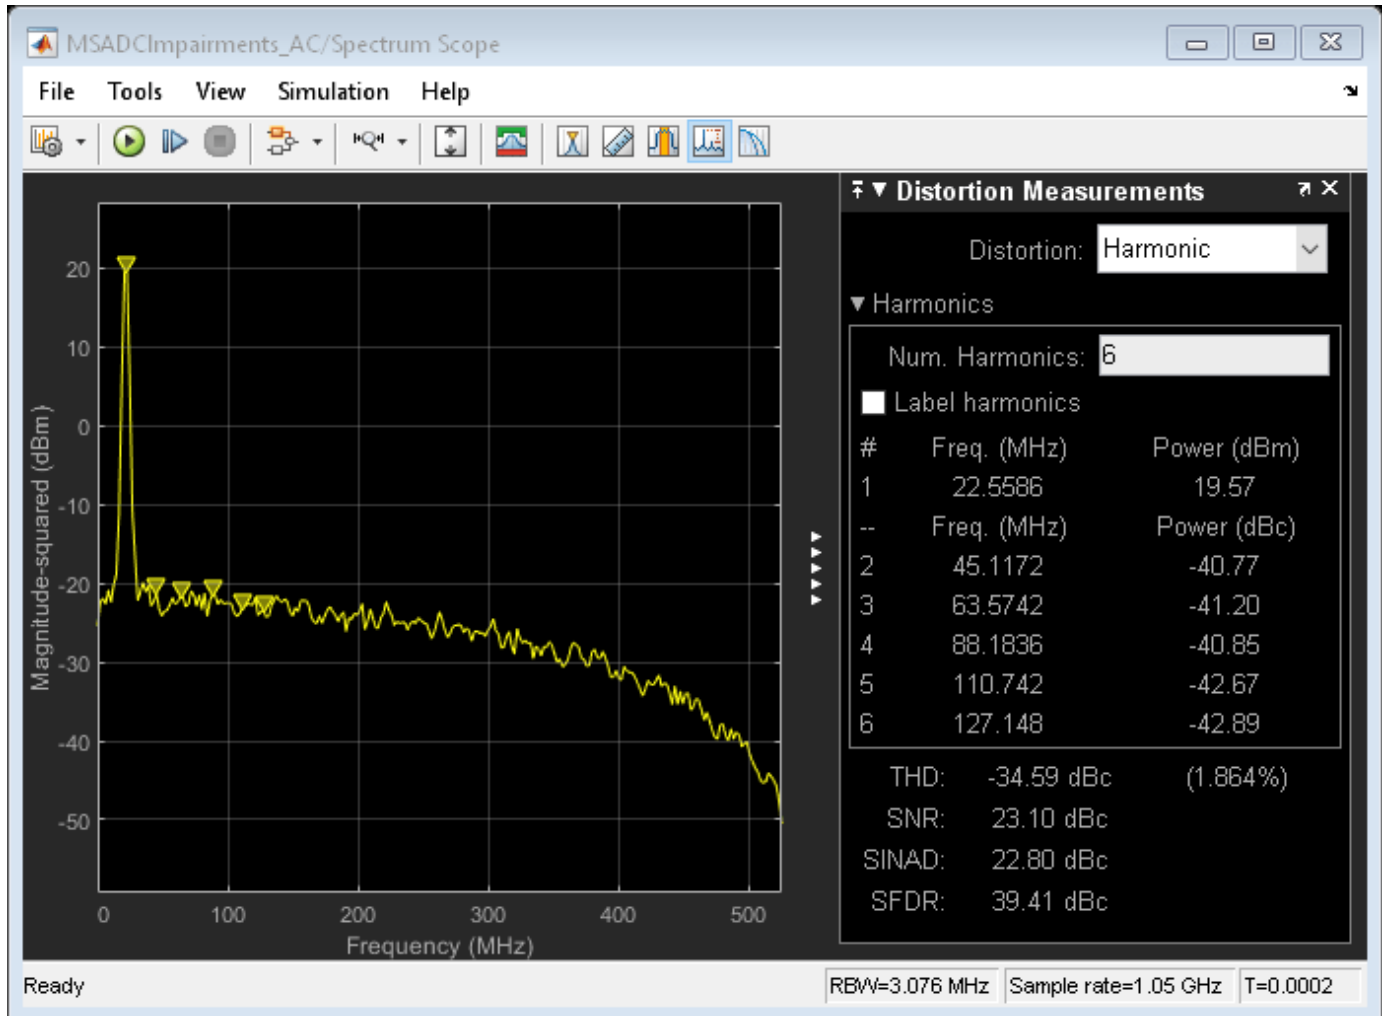 MSADCImpairments_AC/Spectrum Scope
File Tools View Simulation Help
Distortion Measurements
Distortion: Harmonic
Harmonics
Num. Harmonics: 6
Label harmonics
# Freq. (MHz) Power (dBm)
1 22.5586 19.57
-- Freq. (MHz) Power (dBc)
2 45.1172 -40.77
3 63.5742 -41.20
4 88.1836 -40.85
5 110.742 -42.67
6 127.148 -42.89
THD: -34.59 dBc (1.864%)
SNR: 23.10 dBc
SINAD: 22.80 dBc
SFDR: 39.41 dBc
Magnitude-squared (dBm)
20
10
0
-10
-20
-30
-40
-50
0 100 200 300 400 500
Frequency (MHz)
Ready RBW=3.076 MHz Sample rate=1.05 GHz T=0.0002